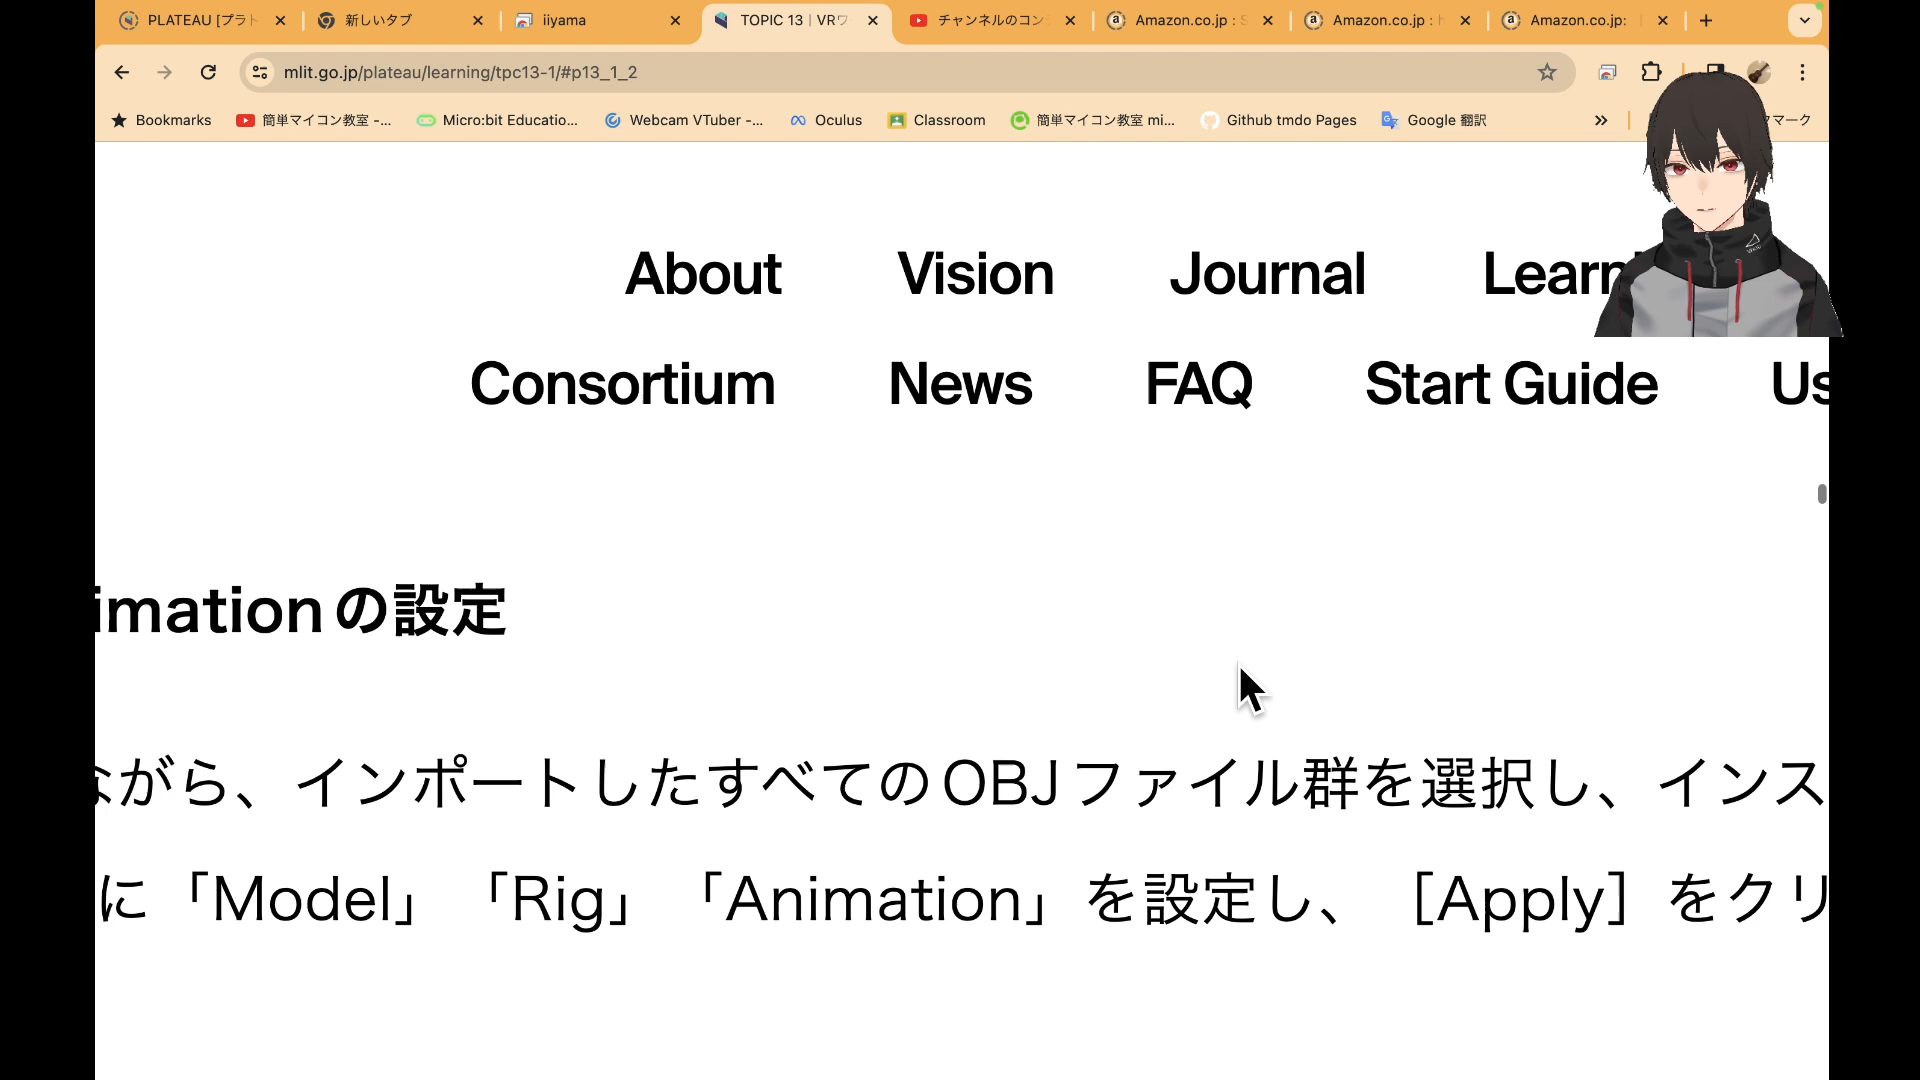 PLATEAU [プラト
新しいタブ
iiyama
TOPIC 13 | VRワ
チャンネルのコン
Amazon.co.jp : S
Amazon.co.jp : h
Amazon.co.jp:
mlit.go.jp/plateau/learning/tpc13-1/#p13_1_2
Bookmarks
簡単マイコン教室 -...
Micro:bit Educatio...
Webcam VTuber -...
Oculus
Classroom
簡単マイコン教室 mi...
Github tmdo Pages
Google 翻訳
マーク
About
Vision
Journal
Learn
Consortium
News
FAQ
Start Guide
Us
imationの設定
ながら、インポートしたすべてのOBJファイル群を選択し、インス
に「Model」「Rig」「Animation」を設定し、［Apply］をクリ